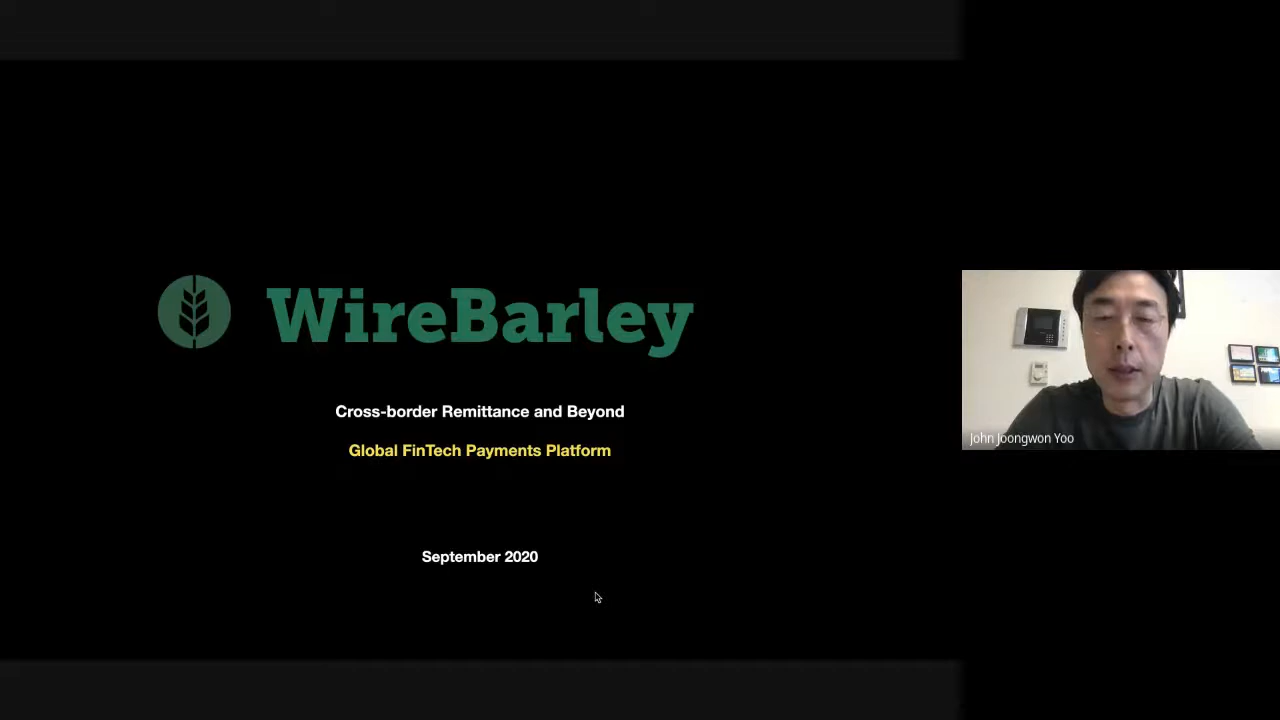 WireBarley
Cross-border Remittance and Beyond
Global FinTech Payments Platform
September 2020
John Joongwon Yoo